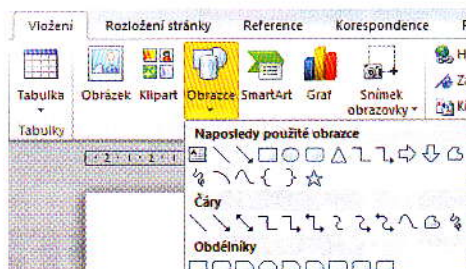 Vložení Rozložení stránky Reference Korespondence
Tabulka Obrázek Klipart Obrazce SmartArt Graf Snímek obrazovky
Tabulky
Naposledy použité obrazce
Čáry
Obdélníky